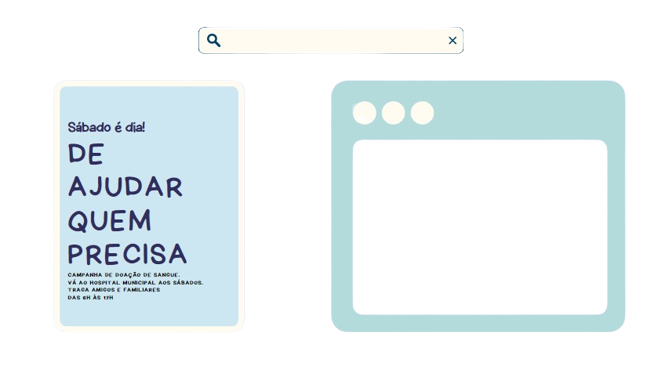 Sábado é dia!
DE
AJUDAR
QUEM
PRECISA
CAMPANHA DE DOAÇÃO DE SANGUE.
VÁ AO HOSPITAL MUNICIPAL AOS SÁBADOS.
TRAGA AMIGOS E FAMILIARES
DAS 6H ÀS 17H